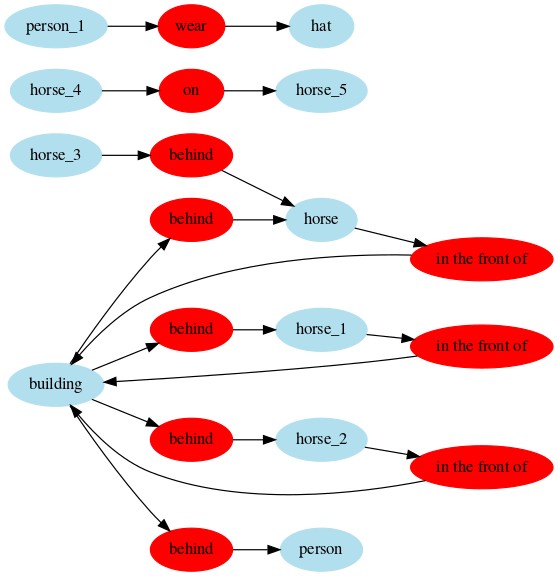 person_1 wear hat
horse_4 on horse_5
horse_3 behind
behind horse
in the front of
behind horse_1
in the front of
building
behind horse_2
in the front of
behind person